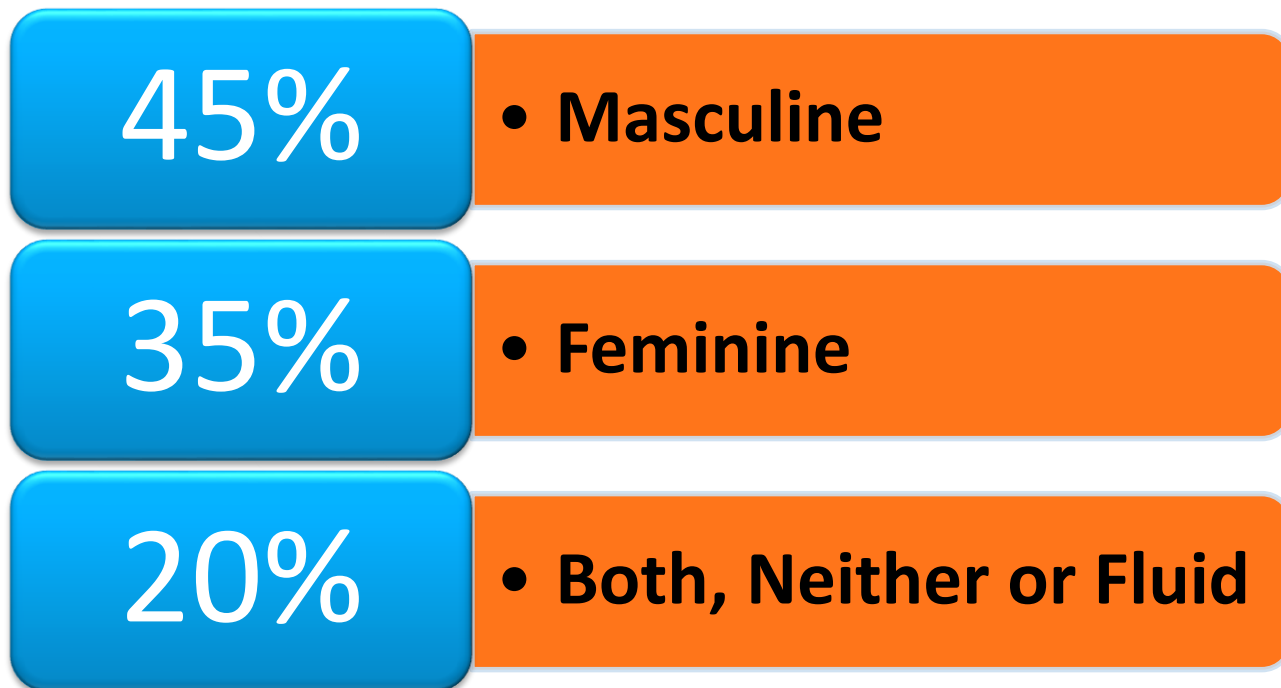 45% • Masculine
35% • Feminine
20% • Both, Neither or Fluid